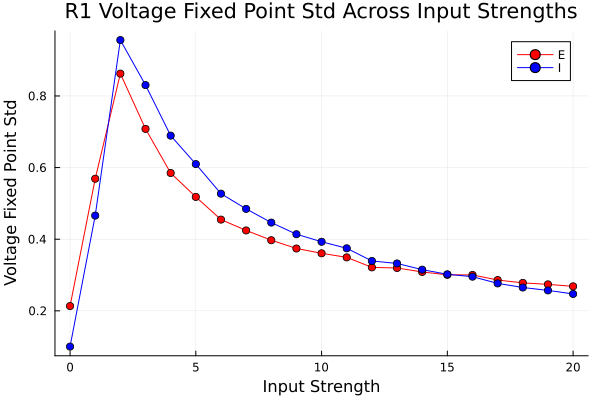 R1 Voltage Fixed Point Std Across Input Strengths
E
I
Voltage Fixed Point Std
0.8
0.6
0.4
0.2
0 5 10 15 20
Input Strength